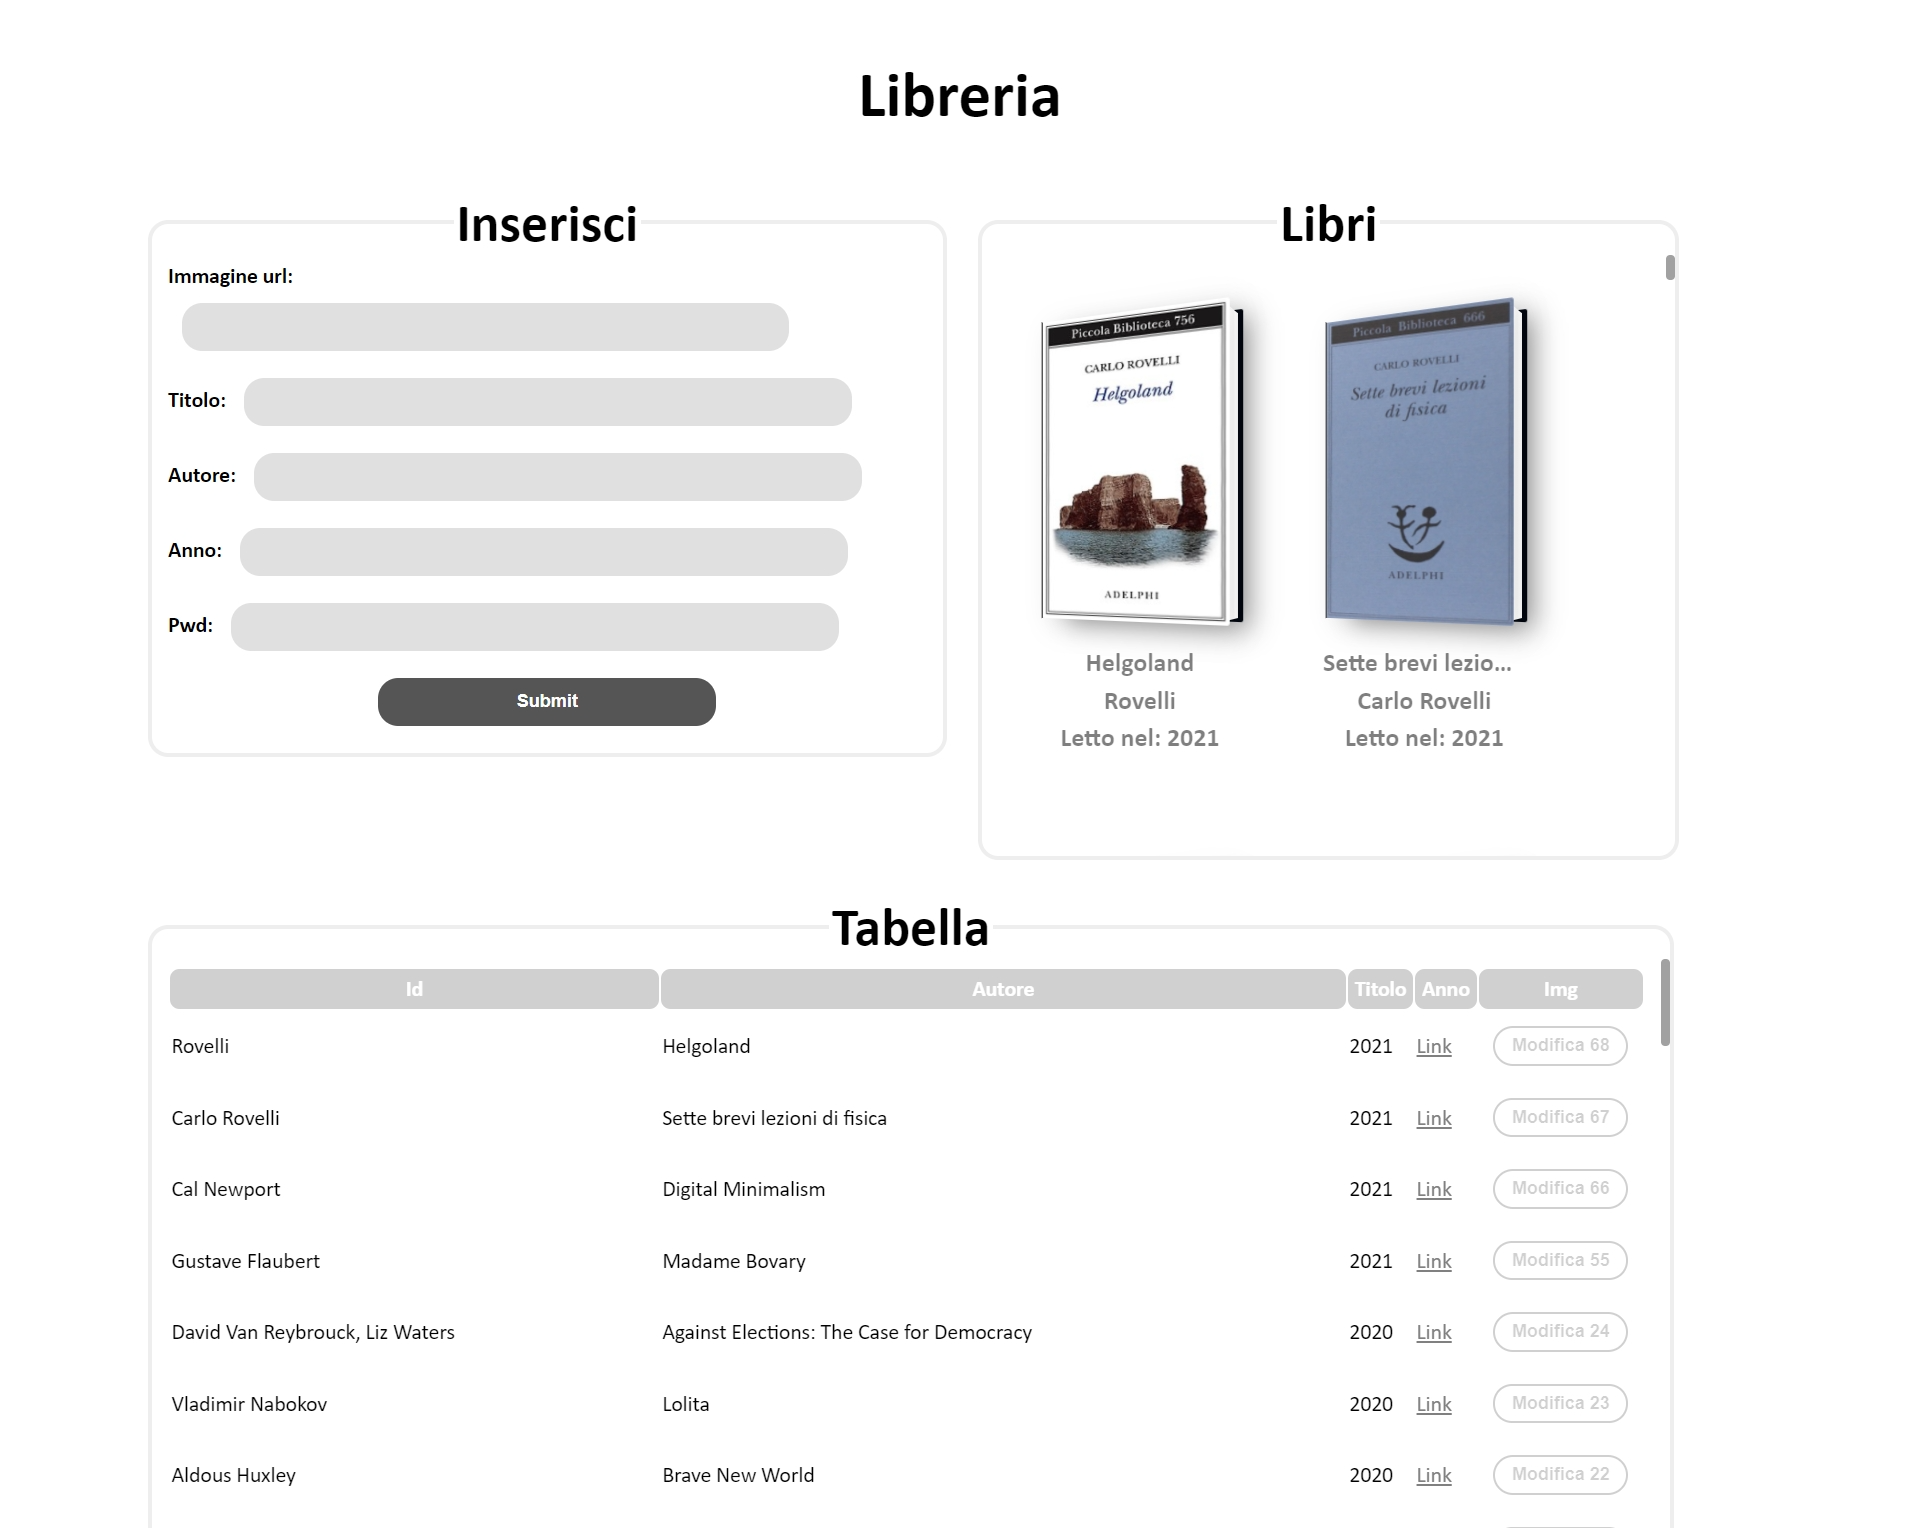 Libreria
Inserisci
Immagine url:
Titolo:
Autore:
Anno:
Pwd:
Submit
Libri
Piccola Biblioteca 756
CARLO ROVELLI
Helgoland
ADELPHI
Helgoland
Rovelli
Letto nel: 2021
Piccola Biblioteca 666
CARLO ROVELLI
Sette brevi lezioni
di fisica
ADELPHI
Sette brevi lezio...
Carlo Rovelli
Letto nel: 2021
Tabella
Id Autore Titolo Anno Img
Rovelli Helgoland 2021 Link Modifica 68
Carlo Rovelli Sette brevi lezioni di fisica 2021 Link Modifica 67
Cal Newport Digital Minimalism 2021 Link Modifica 66
Gustave Flaubert Madame Bovary 2021 Link Modifica 55
David Van Reybrouck, Liz Waters Against Elections: The Case for Democracy 2020 Link Modifica 24
Vladimir Nabokov Lolita 2020 Link Modifica 23
Aldous Huxley Brave New World 2020 Link Modifica 22